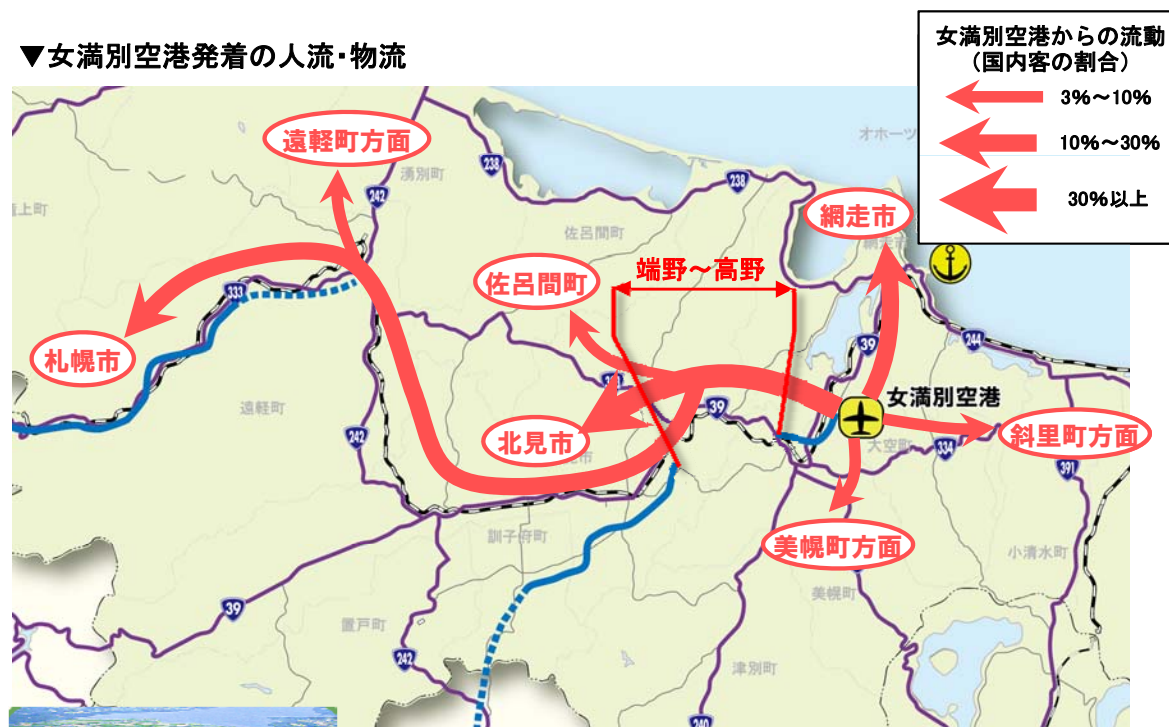 ▼女満別空港発着の人流・物流
女満別空港からの流動
（国内客の割合）
3％～10％
10％～30％
30％以上
遠軽町方面
238
オホーツ
242
湧別町
238
上町
網走市
佐呂間町
端野～高野
佐呂間町
333
39
244
札幌市
女満別空港
遠軽町
39
北見市
斜里町方面
大空町
242
334
391
訓子府町
美幌町方面
小清水町
39
美幌町
置戸町
242
津別町
240